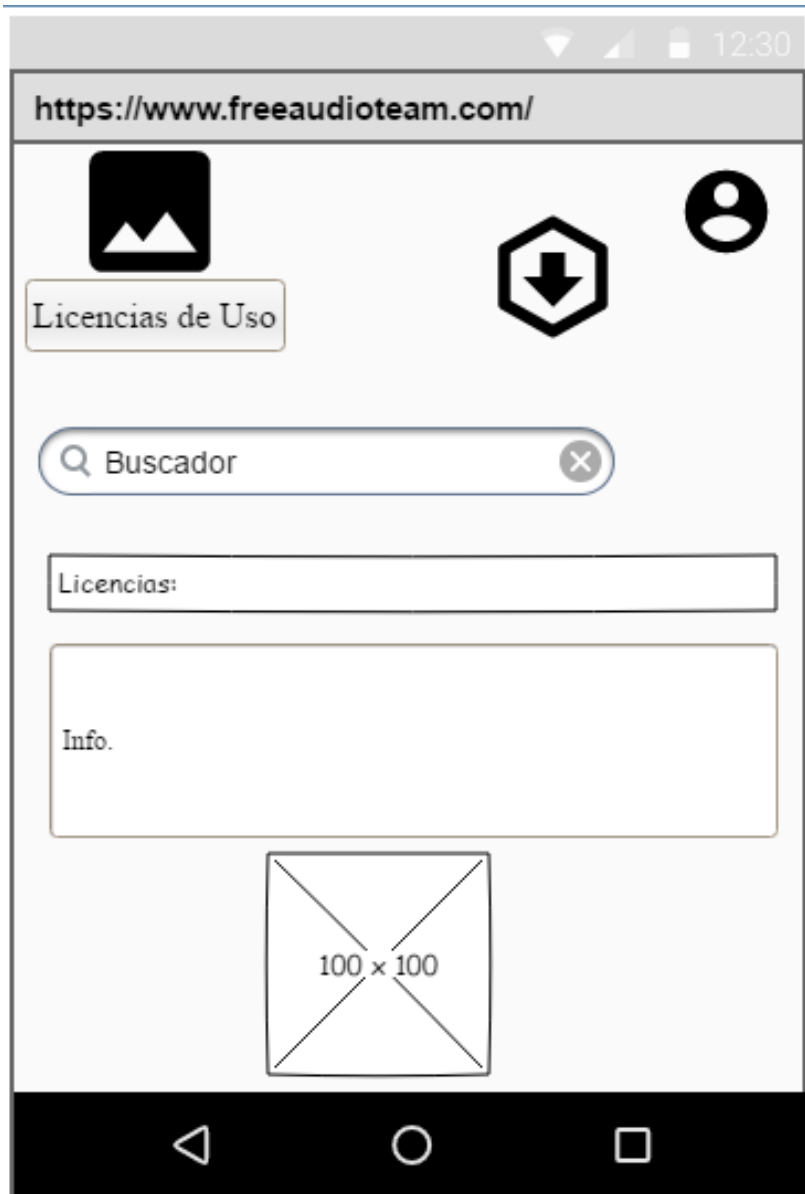 12:30
https://www.freeaudioteam.com/
Licencias de Uso
Buscador
Licencias:
Info.
100 x 100